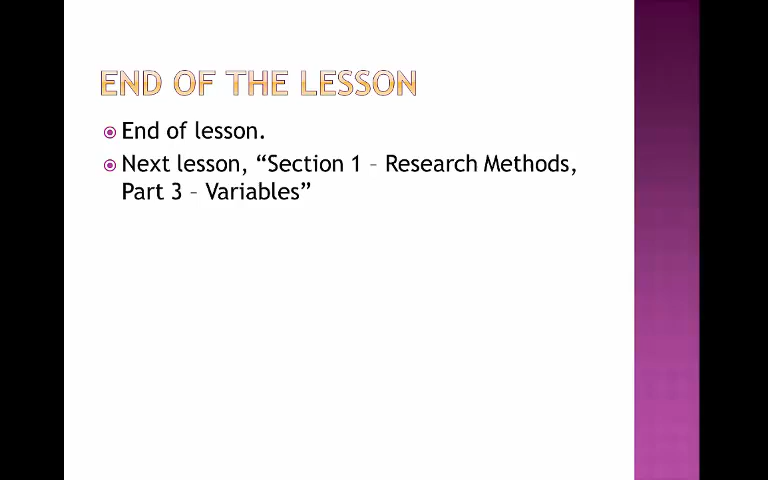 END OF THE LESSON
End of lesson.
Next lesson, “Section 1 – Research Methods,
Part 3 – Variables”